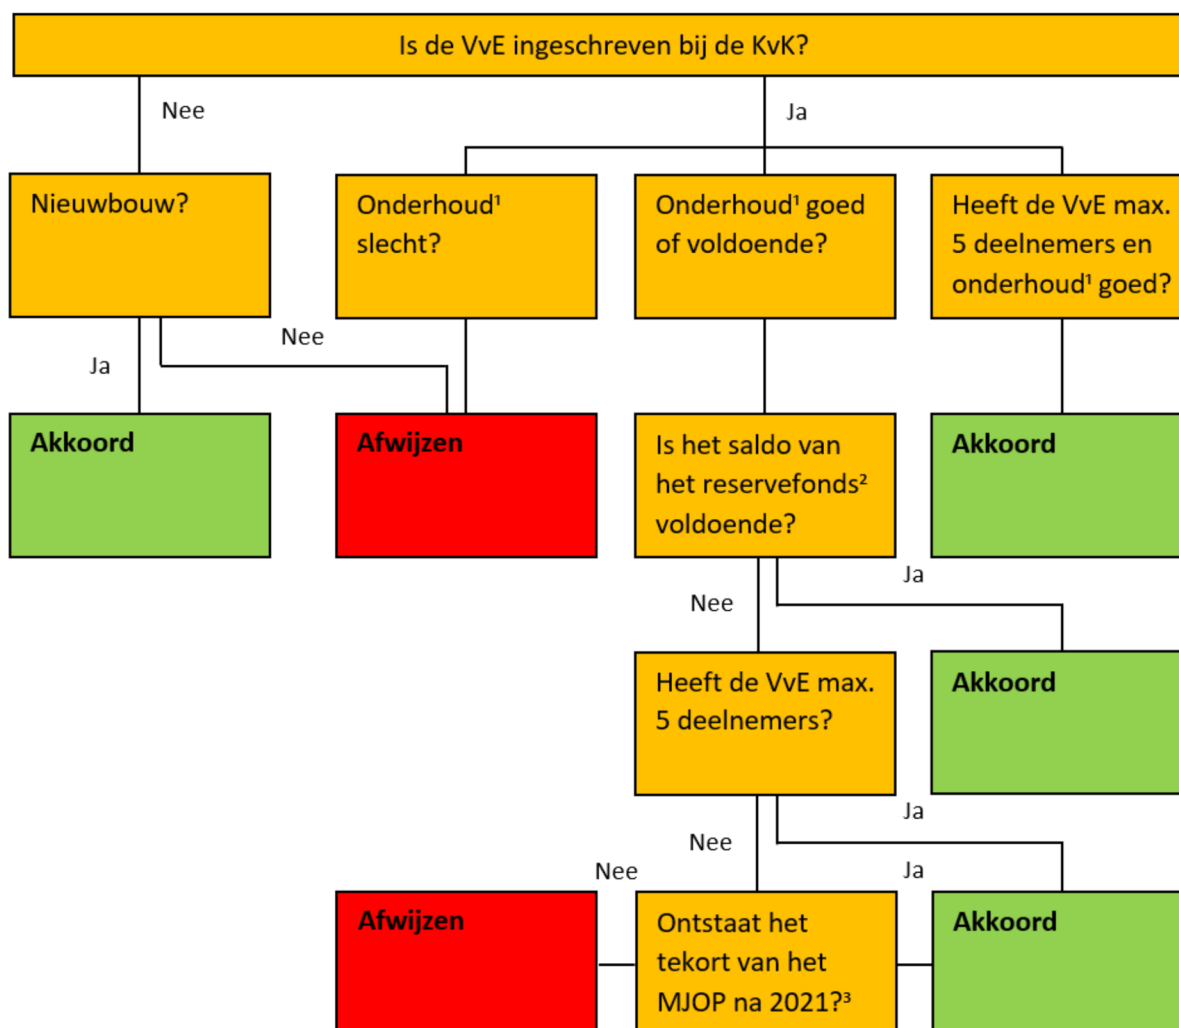 Is de VvE ingeschreven bij de KvK?
Nee
Ja
Nieuwbouw?
Onderhoud¹
slecht?
Onderhoud¹ goed
of voldoende?
Heeft de VvE max.
5 deelnemers en
onderhoud¹ goed?
Nee
Ja
Akkoord
Afwijzen
Is het saldo van
het reservefonds²
voldoende?
Akkoord
Ja
Nee
Heeft de VvE max.
5 deelnemers?
Akkoord
Ja
Nee
Nee
Ja
Afwijzen
Ontstaat het
tekort van het
MJOP na 2021?³
Akkoord